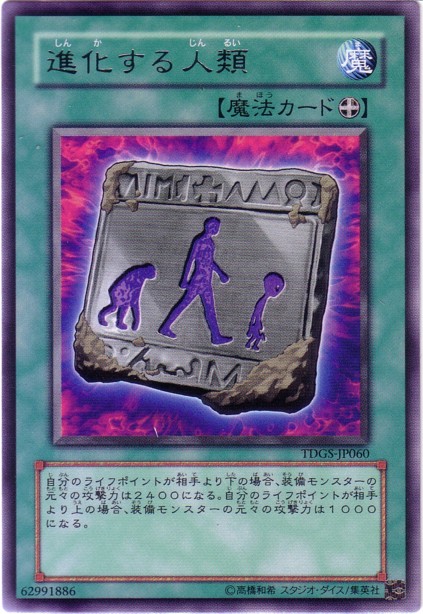 進化する人類
魔
【魔法カード】
TDGS-JP060
自分のライフポイントが相手より下の場合、装備モンスターの
元々の攻撃力は2400になる。自分のライフポイントが相手
より上の場合、装備モンスターの元々の攻撃力は1000
になる。
62991886
©高橋和希 スタジオ・ダイス/集英社